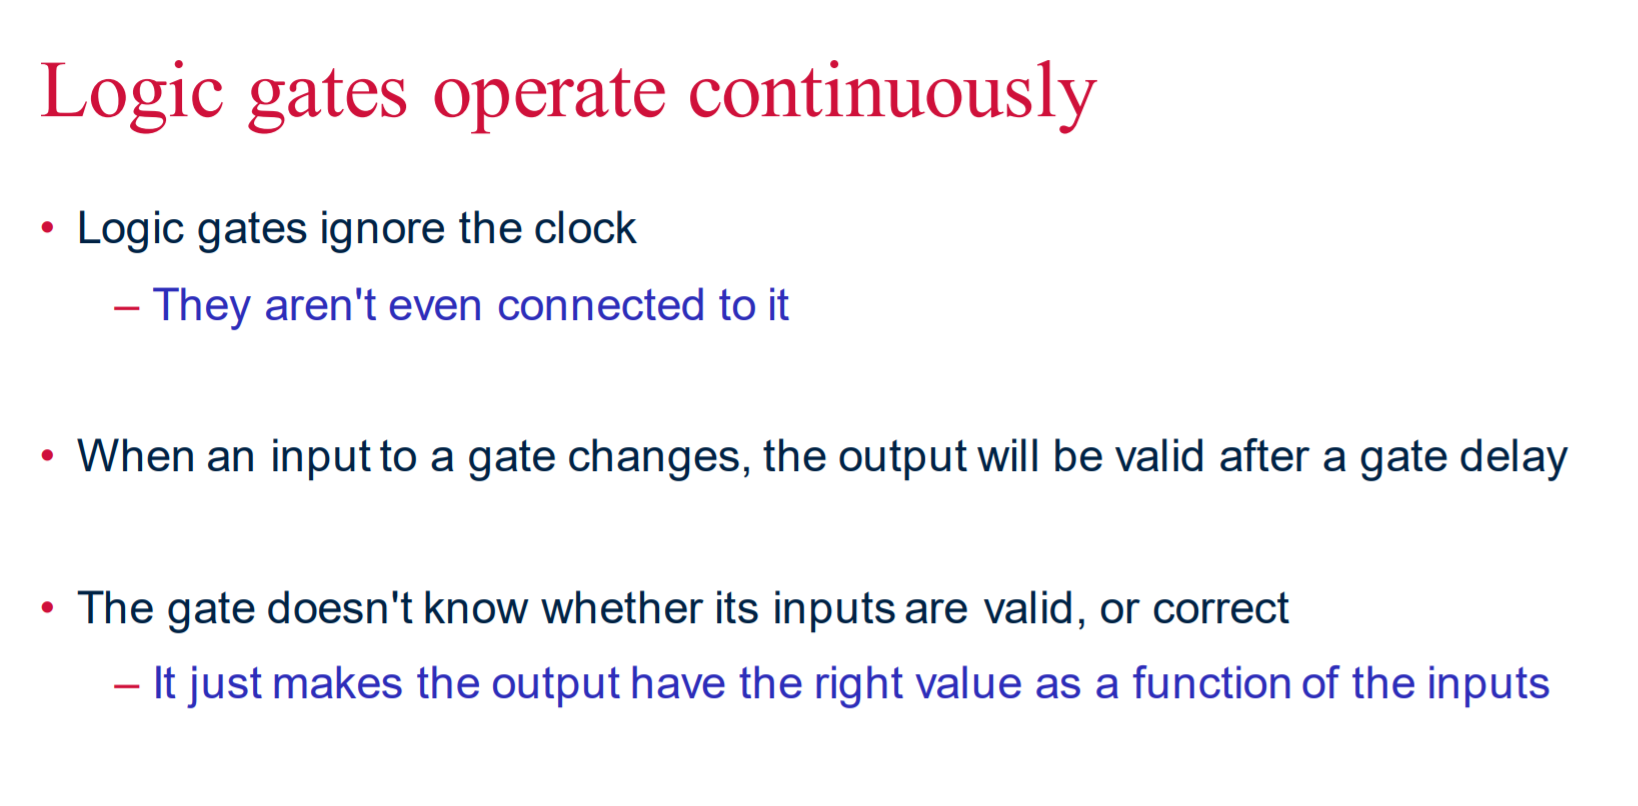 Logic gates operate continuously
• Logic gates ignore the clock
– They aren't even connected to it
• When an input to a gate changes, the output will be valid after a gate delay
• The gate doesn't know whether its inputs are valid, or correct
– It just makes the output have the right value as a function of the inputs